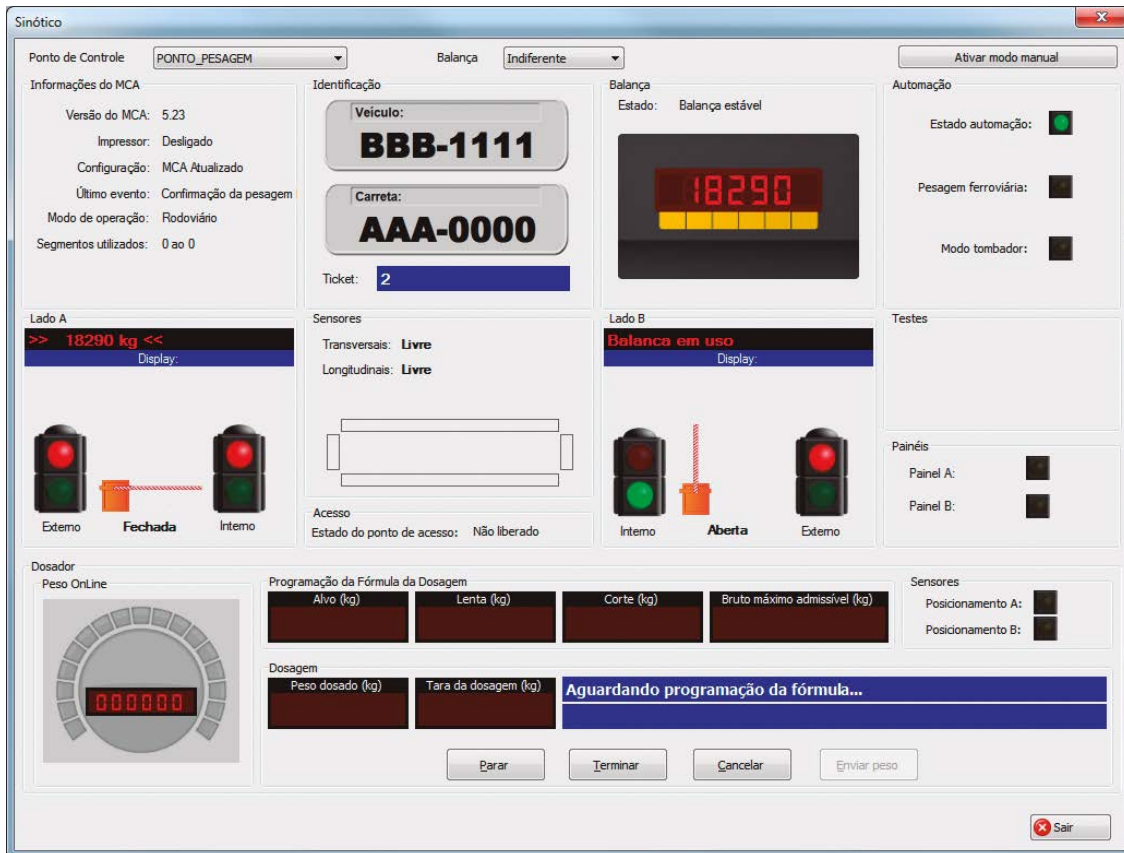 Sinótico
Ponto de Controle PONTO_PESAGEM Balança Indiferente Ativar modo manual
Informações do MCA
Versão do MCA: 5.23
Impressor: Desligado
Configuração: MCA Atualizado
Último evento: Confirmação da pesagem
Modo de operação: Rodoviário
Segmentos utilizados: 0 ao 0
Identificação
Veículo:
BBB-1111
Carreta:
AAA-0000
Ticket: 2
Balança
Estado: Balança estável
18290
Automação
Estado automação:
Pesagem ferroviária:
Modo tombador:
Lado A
>> 18290 kg <<
Display:
Externo Fechada Interno
Sensores
Transversais: Livre
Longitudinais: Livre
Acesso
Estado do ponto de acesso: Não liberado
Lado B
Balanca em uso
Display:
Interno Aberta Externo
Testes
Painéis
Painel A:
Painel B:
Dosador
Peso OnLine
000000
Programação da Fórmula da Dosagem
Alvo (kg) Lenta (kg) Corte (kg) Bruto máximo admissível (kg)
Sensores
Posicionamento A:
Posicionamento B:
Dosagem
Peso dosado (kg) Tara da dosagem (kg) Aguardando programação da fórmula...
Parar Terminar Cancelar Enviar peso
Sair